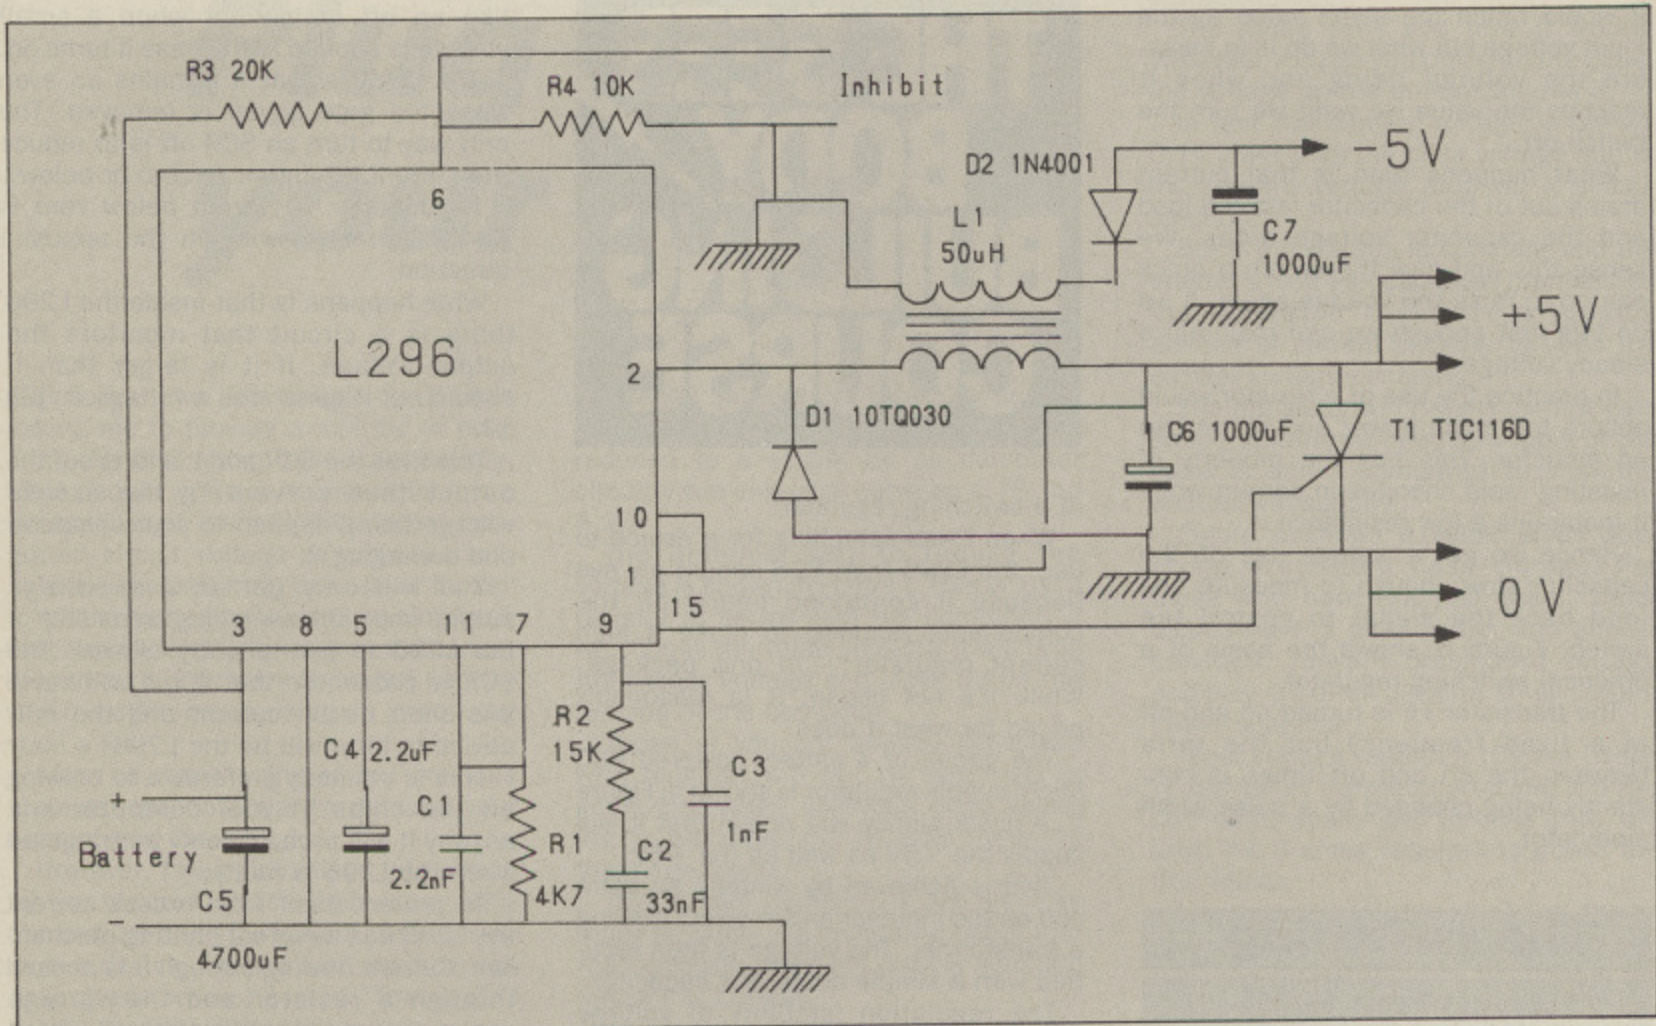 R3 20K
R4 10K
Inhibit
6
D2 1N4001
-5V
L1
50uH
C7
1000uF
+5V
L296
2
D1 10TQ030
C6 1000uF
T1 TIC116D
10
1
15
0V
3 8 5 11 7 9
R2
15K
C4 2.2uF
C3
1nF
C1
+
Battery
R1
C2
2.2nF
4K7
33nF
C5
-
4700uF